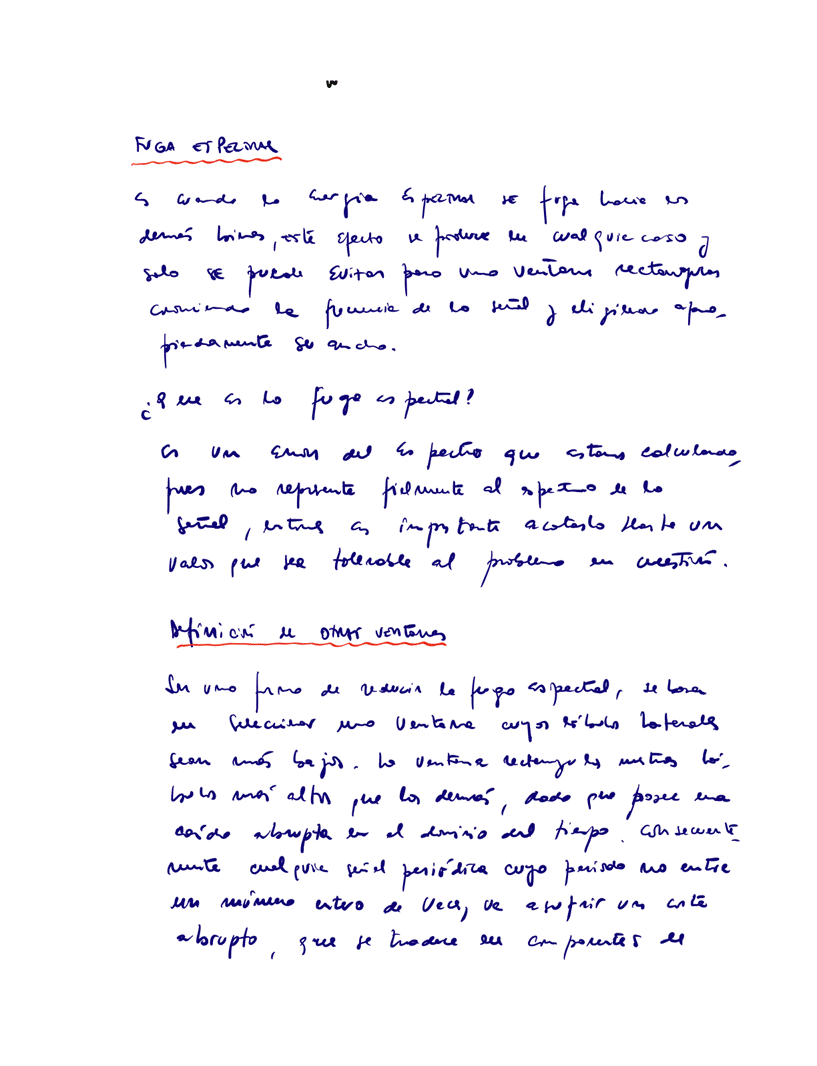 FUGA ESPECTRAL
es cuando la energía espectral se fuga hacia los
demás bines, este efecto se produce en cualquier caso y
solo se puede evitar para una ventana rectangular
conociendo la frecuencia de la señal y eligiendo apro-
piadamente su ancho.
¿Que es la fuga espectral?
es un error del espectro que estamos calculando,
pues no representa fielmente al espectro de la
señal, entonces es importante acotarlo hasta un
valor que sea tolerable al problema en cuestión.
Definición de otras ventanas
una forma de reducir la fuga espectral, se basa
en seleccionar una ventana cuyos lóbulos laterales
sean más bajos. La ventana rectangular ló-
bulos más altos que los demás, dado que posee una
caída abrupta en el dominio del tiempo. Consecuente
mente cualquier señal periódica cuyo periodo no entre
un número entero de veces, va a sufrir un corte
abrupto, que se traduce en componentes de